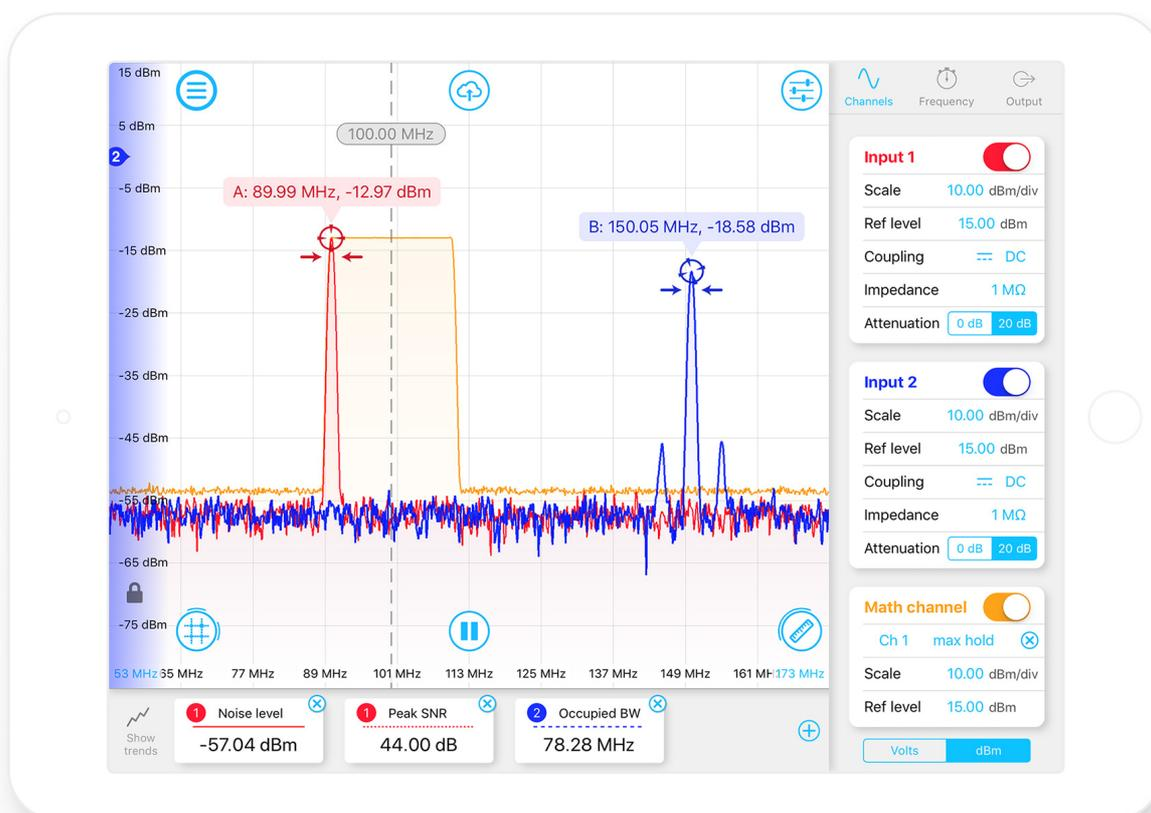 15 dBm
5 dBm
2
-5 dBm
-15 dBm
-25 dBm
-35 dBm
-45 dBm
-55 dBm
-65 dBm
-75 dBm
100.00 MHz
A: 89.99 MHz, -12.97 dBm
B: 150.05 MHz, -18.58 dBm
53 MHz 65 MHz 77 MHz 89 MHz 101 MHz 113 MHz 125 MHz 137 MHz 149 MHz 161 MH 173 MHz
Show
trends
1 Noise level
-57.04 dBm
1 Peak SNR
44.00 dB
2 Occupied BW
78.28 MHz
Channels Frequency Output
Input 1
Scale 10.00 dBm/div
Ref level 15.00 dBm
Coupling DC
Impedance 1 MΩ
Attenuation 0 dB 20 dB
Input 2
Scale 10.00 dBm/div
Ref level 15.00 dBm
Coupling DC
Impedance 1 MΩ
Attenuation 0 dB 20 dB
Math channel
Ch 1 max hold
Scale 10.00 dBm/div
Ref level 15.00 dBm
Volts dBm